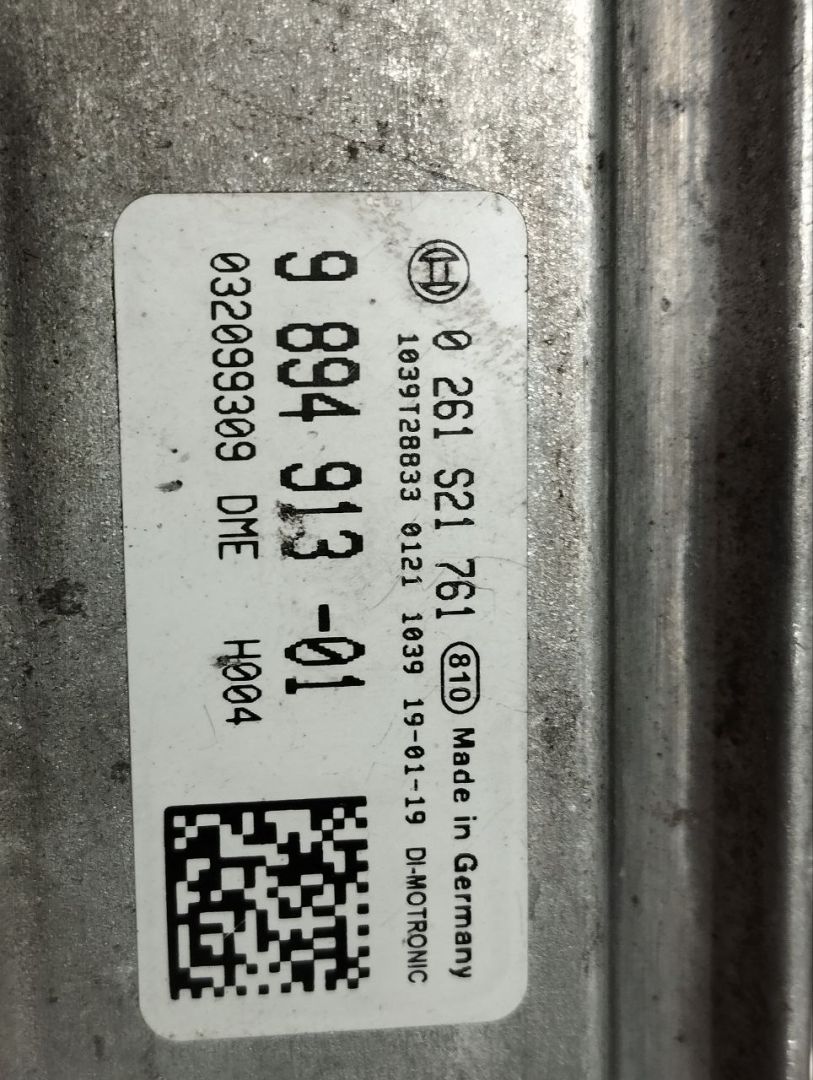 0 261 S21 761 810 Made in Germany
1039T28833 0121 1039 19-01-19 DI-MOTRONIC
9 894 913 -01
032099309 DME H004